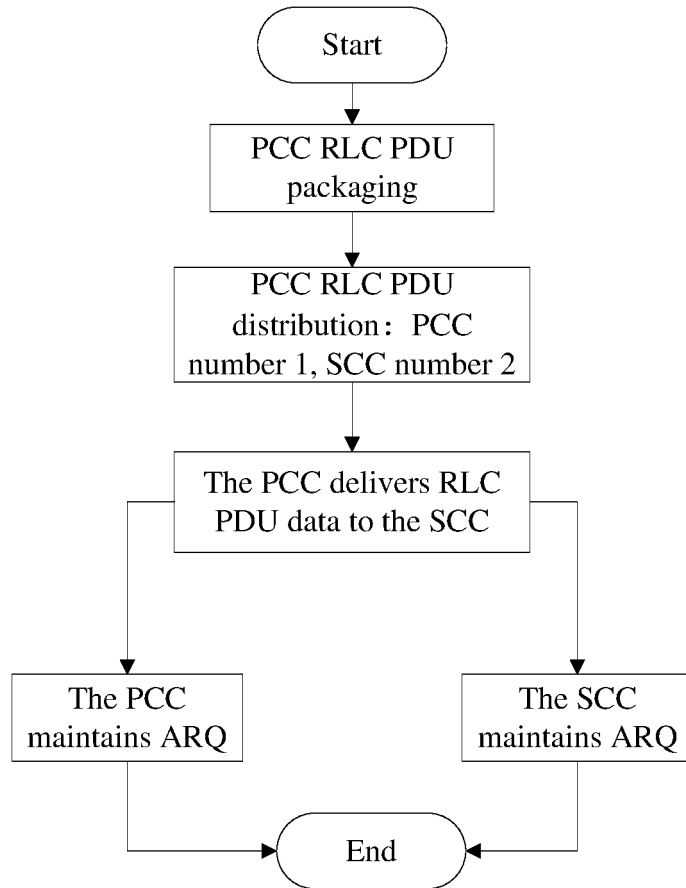 Start
PCC RLC PDU
packaging
PCC RLC PDU
distribution：PCC
number 1, SCC number 2
The PCC delivers RLC
PDU data to the SCC
The PCC
maintains ARQ
The SCC
maintains ARQ
End